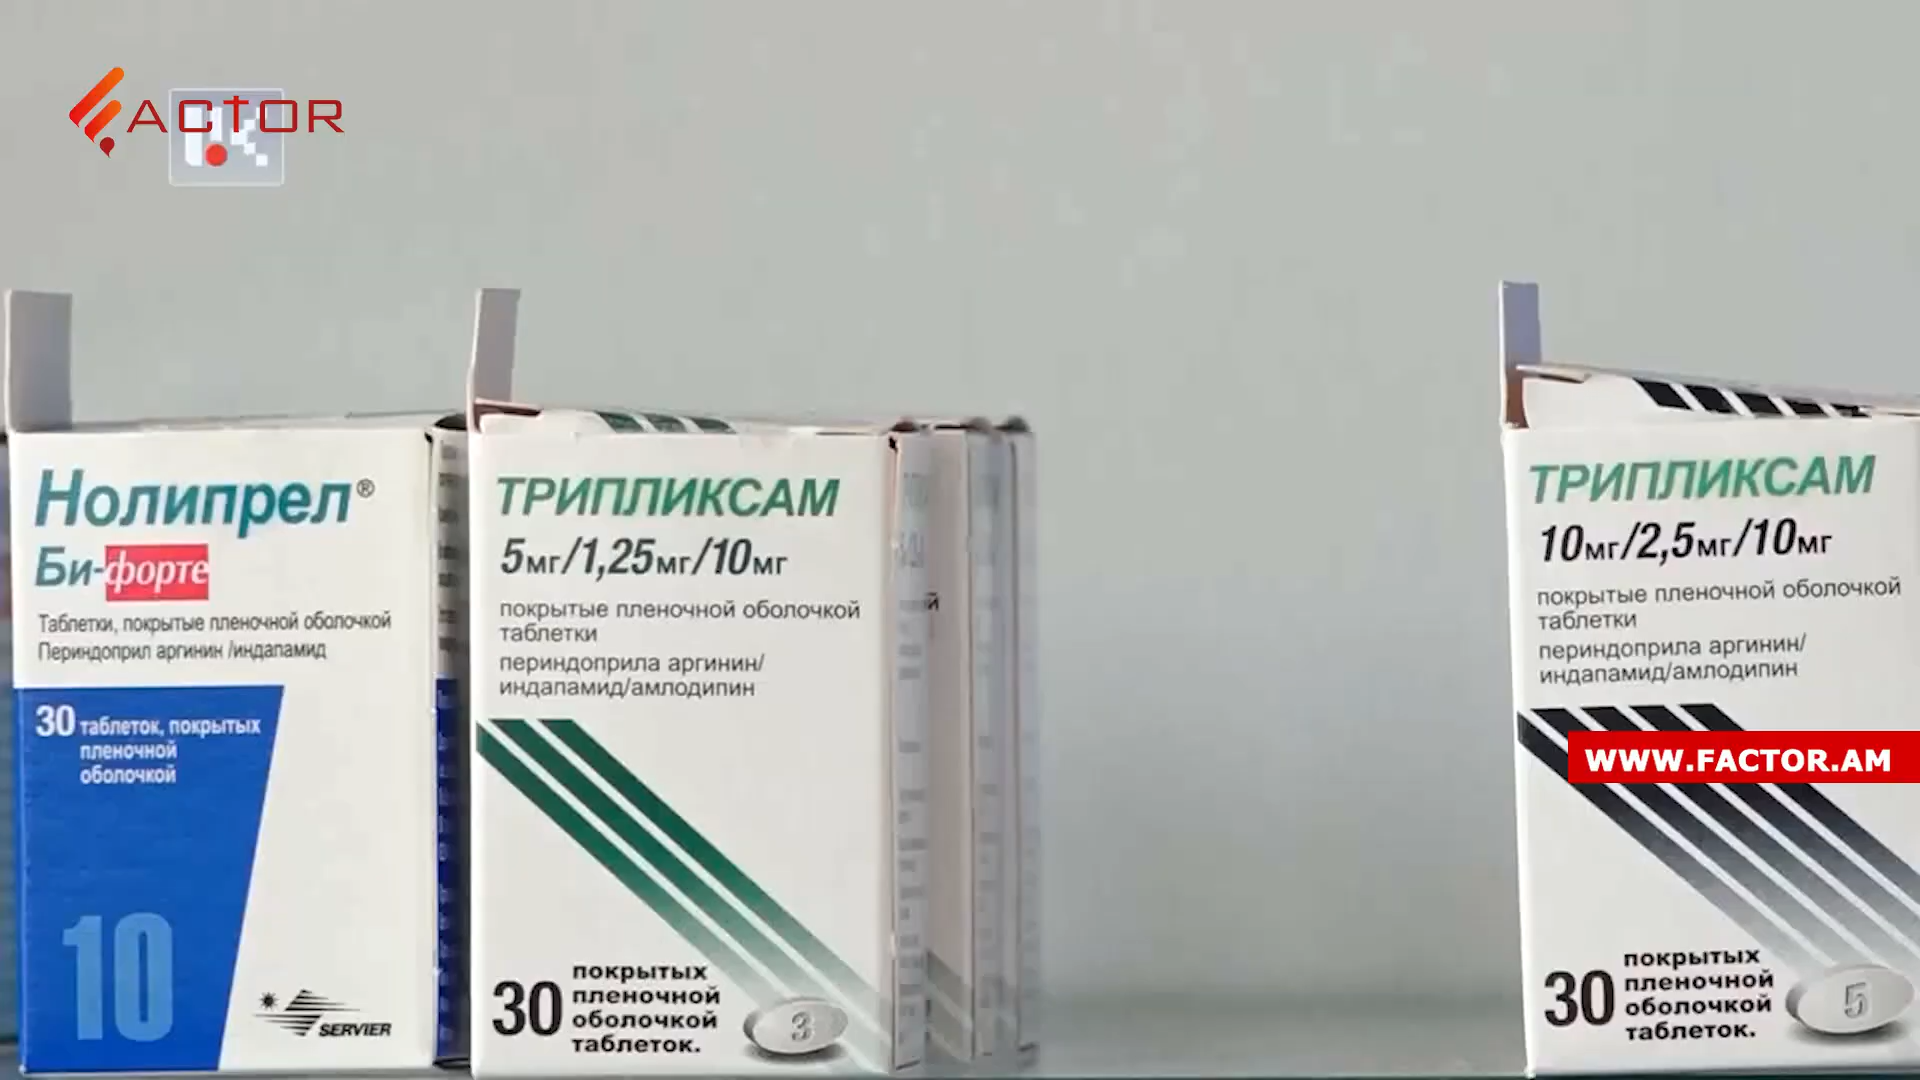 FACTOR
Нолипрел®
Би-форте
Таблетки, покрытые пленочной оболочкой
Периндоприл аргинин /индапамид
30 таблеток, покрытых
пленочной
оболочкой
10
SERVIER
ТРИПЛИКСАМ
5мг/1,25мг/10мг
покрытые пленочной оболочкой
таблетки
периндоприла аргинин/
индапамид/амлодипин
30 покрытых
пленочной
оболочкой
таблеток.
3
ТРИПЛИКСАМ
10мг/2,5мг/10мг
покрытые пленочной оболочкой
таблетки
периндоприла аргинин/
индапамид/амлодипин
WWW.FACTOR.AM
30 покрытых
пленочной
оболочкой
таблеток.
5